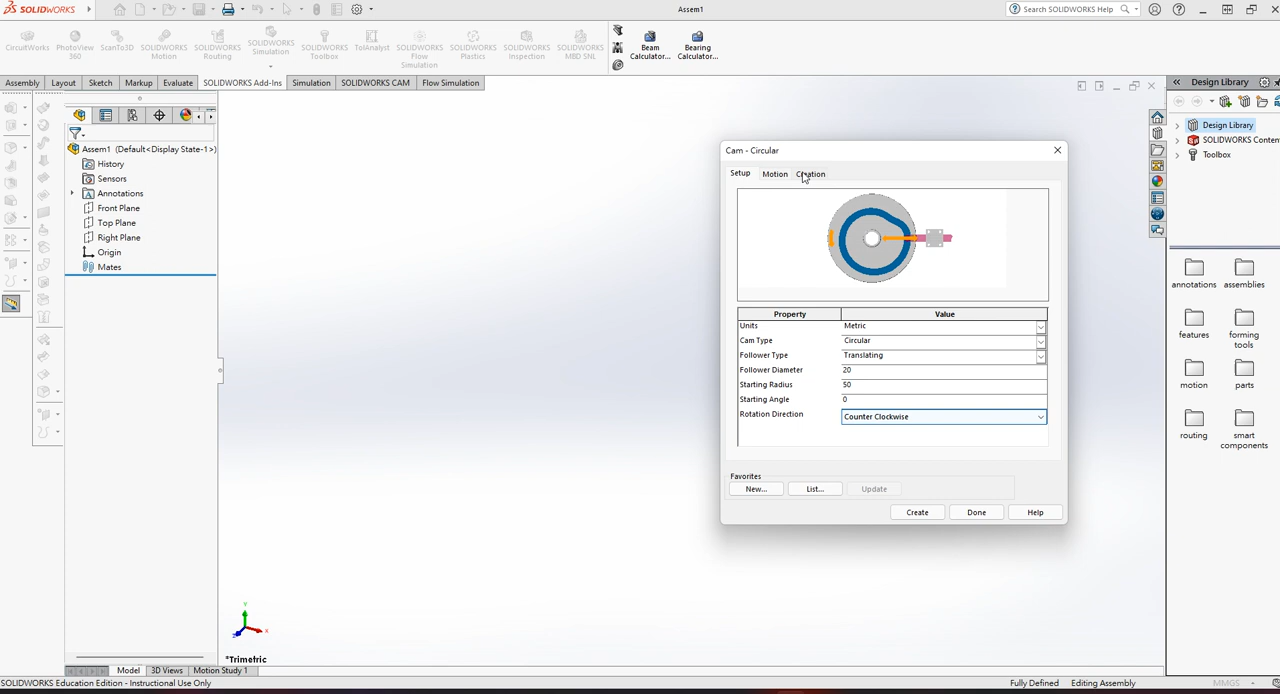 SOLIDWORKS
Assem1
Search SOLIDWORKS Help
CircuitWorks
PhotoView 360
ScanTo3D
SOLIDWORKS Motion
SOLIDWORKS Routing
SOLIDWORKS Simulation
SOLIDWORKS Toolbox
TolAnalyst
SOLIDWORKS Flow Simulation
SOLIDWORKS Plastics
SOLIDWORKS Inspection
SOLIDWORKS MBD SNL
Beam Calculator...
Bearing Calculator...
Assembly
Layout
Sketch
Markup
Evaluate
SOLIDWORKS Add-Ins
Simulation
SOLIDWORKS CAM
Flow Simulation
Design Library
Assem1 (Default<Display State-1>)
History
Sensors
Annotations
Front Plane
Top Plane
Right Plane
Origin
Mates
Cam - Circular
Setup
Motion
Creation
Property
Value
Units
Metric
Cam Type
Circular
Follower Type
Translating
Follower Diameter
20
Starting Radius
50
Starting Angle
0
Rotation Direction
Counter Clockwise
Favorites
New...
List...
Update
Create
Done
Help
Design Library
SOLIDWORKS Conten
Toolbox
annotations
assemblies
features
forming tools
motion
parts
routing
smart components
Y
X
Z
*Trimetric
Model
3D Views
Motion Study 1
SOLIDWORKS Education Edition - Instructional Use Only
Fully Defined
Editing Assembly
MMGS